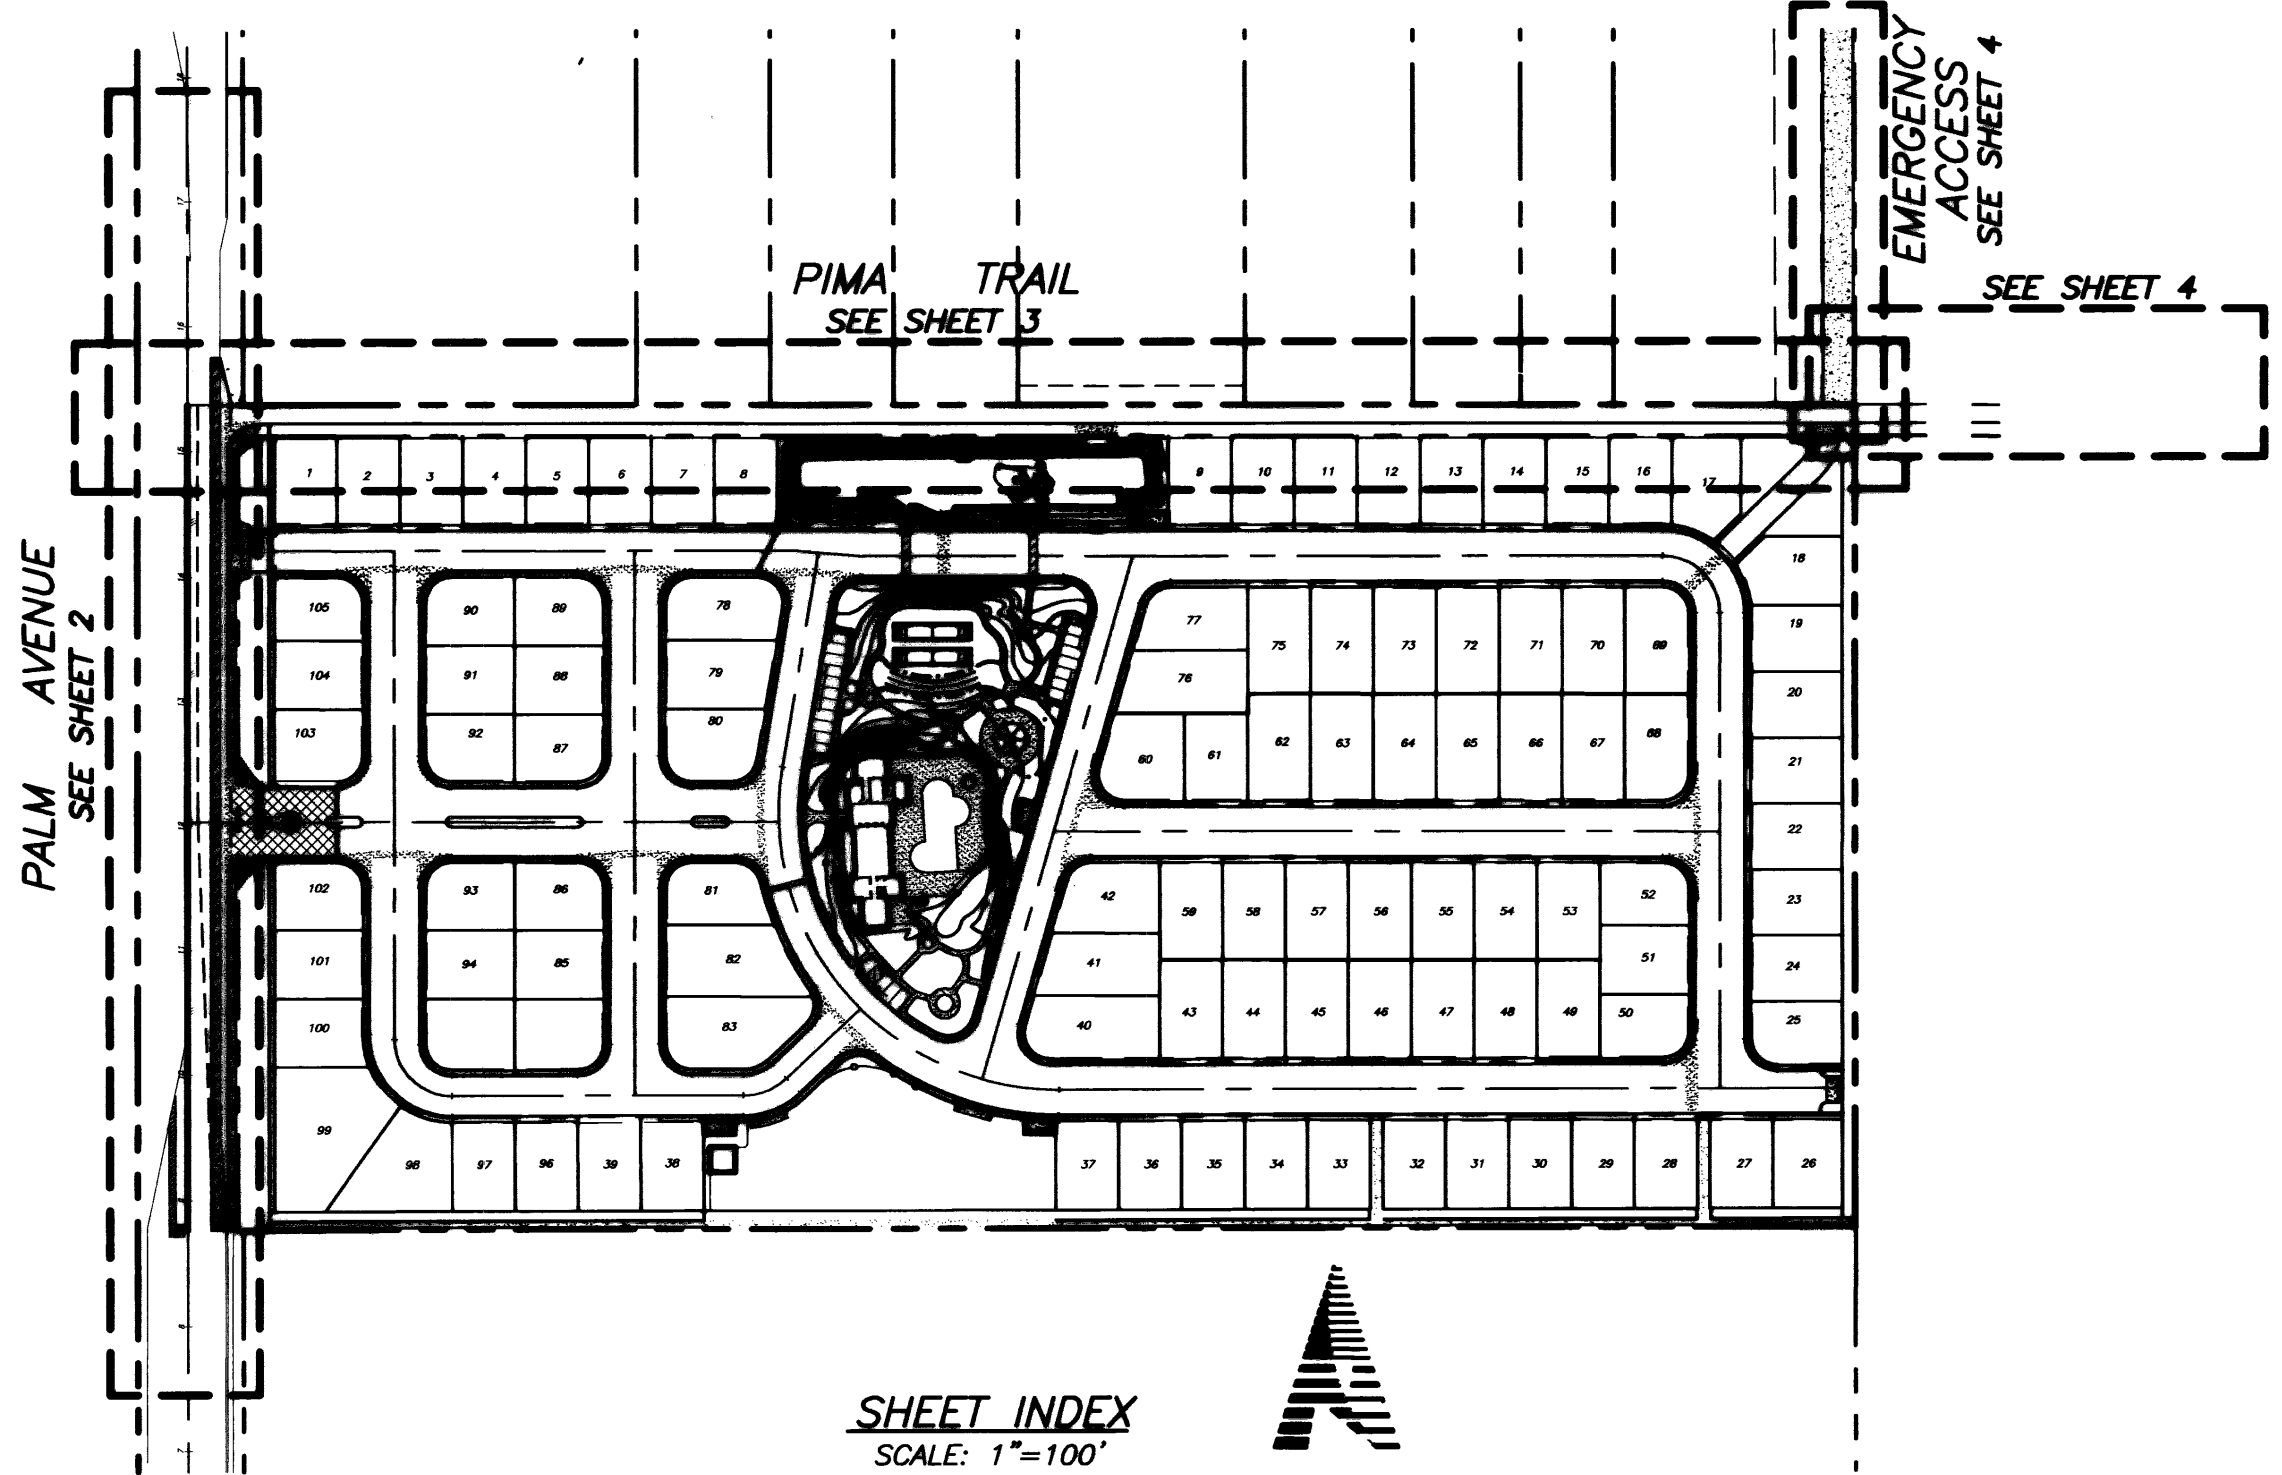 EMERGENCY
ACCESS
SEE SHEET 4
SEE SHEET 4
PIMA TRAIL
SEE SHEET 3
PALM AVENUE
SEE SHEET 2
1 2 3 4 5 6 7 8 9 10 11 12 13 14 15 16 17
18
105 90 89 78
77 75 74 73 72 71 70 69 19
104 91 88 79 76 20
103 92 87 80
60 61 62 63 64 65 66 67 68 21
22
102 93 86 81 42 59 58 57 56 55 54 53 52 23
101 94 85 82 41 51 24
100 83 40 43 44 45 46 47 48 49 50 25
99
98 97 96 39 38 37 36 35 34 33 32 31 30 29 28 27 26
SHEET INDEX
SCALE: 1"=100'